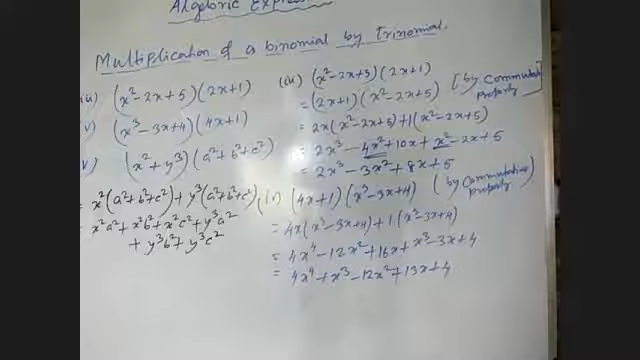 Algebric Expression
Multiplication of a binomial by trinomial.
iii) (x²-2x+5)(2x+1)
v) (x³-3x+4)(4x+1)
v) (x²+y³)(a²+b²+c²)
= x²(a²+b²+c²)+y³(a²+b²+c²)
= x²a²+x²b²+x²c²+y³a²
+y³b²+y³c²
(iii) (x²-2x+5)(2x+1)
= (2x+1)(x²-2x+5) [by Commutative property]
= 2x(x²-2x+5)+1(x²-2x+5)
= 2x³-4x²+10x+x²-2x+5
= 2x³-3x²+8x+5
(iv) (4x+1)(x³-3x+4) (by Commutative property)
= 4x(x³-3x+4)+1(x³-3x+4)
= 4x⁴-12x²+16x+x³-3x+4
= 4x⁴+x³-12x²+13x+4